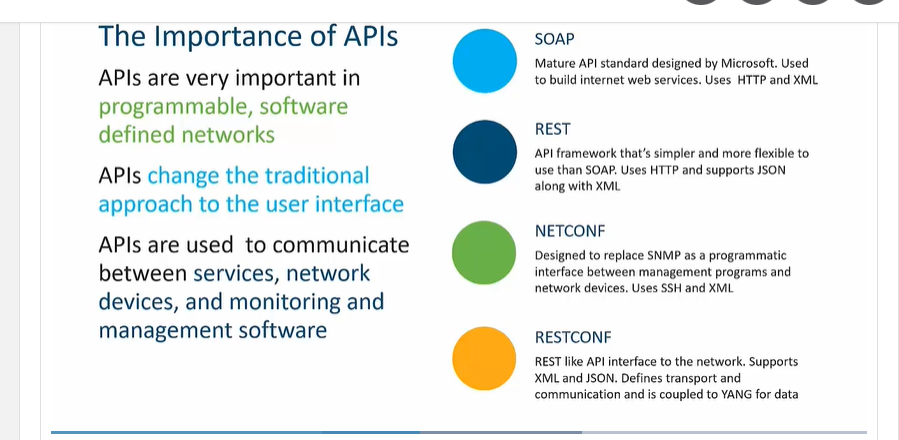 The Importance of APIs
APIs are very important in
programmable, software
defined networks
APIs change the traditional
approach to the user interface
APIs are used to communicate
between services, network
devices, and monitoring and
management software
SOAP
Mature API standard designed by Microsoft. Used
to build internet web services. Uses HTTP and XML
REST
API framework that's simpler and more flexible to
use than SOAP. Uses HTTP and supports JSON
along with XML
NETCONF
Designed to replace SNMP as a programmatic
interface between management programs and
network devices. Uses SSH and XML
RESTCONF
REST like API interface to the network. Supports
XML and JSON. Defines transport and
communication and is coupled to YANG for data